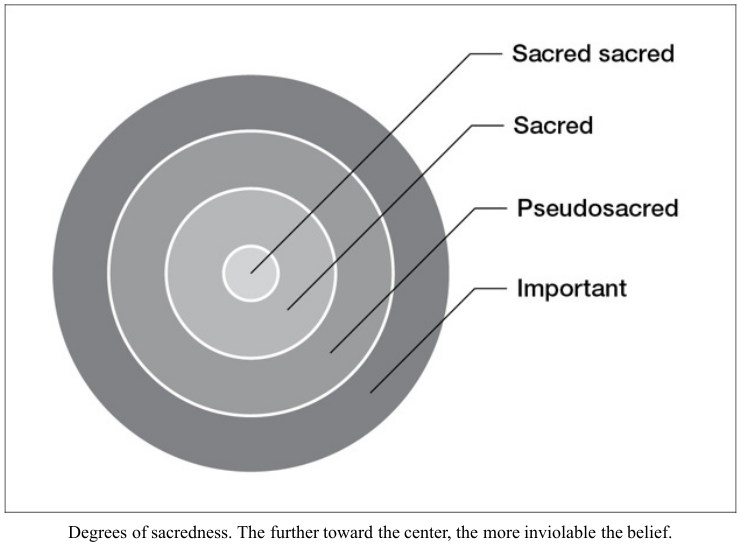 Sacred sacred
Sacred
Pseudosacred
Important
Degrees of sacredness. The further toward the center, the more inviolable the belief.